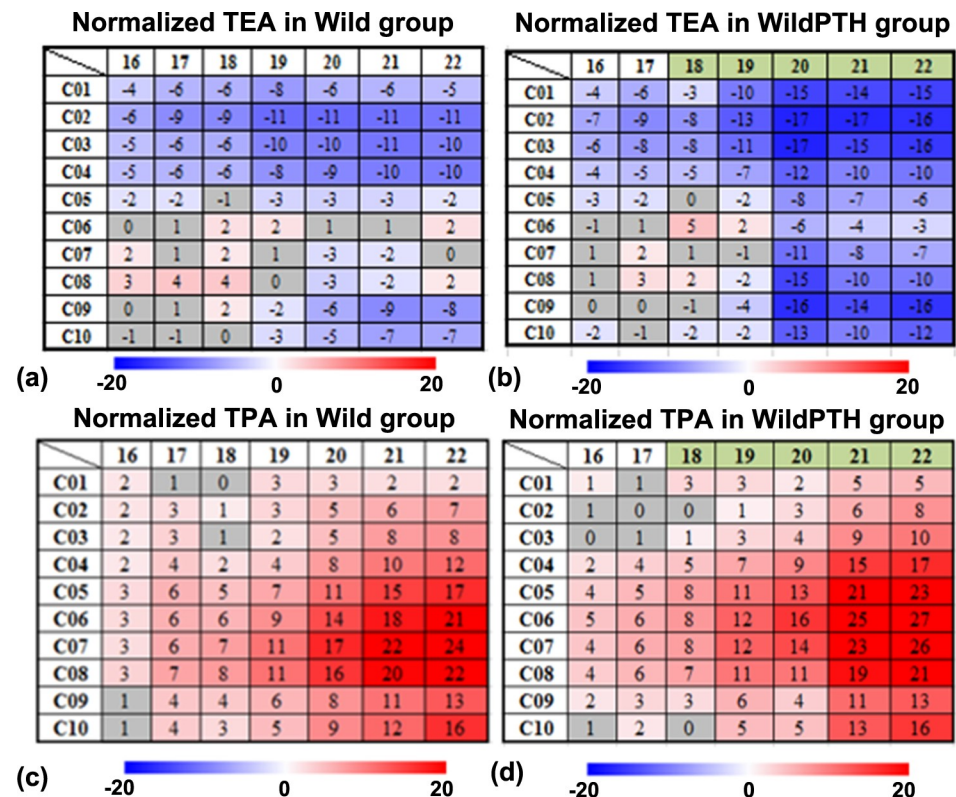 Normalized TEA in Wild group
16 17 18 19 20 21 22
C01 -4 -6 -6 -8 -6 -6 -5
C02 -6 -9 -9 -11 -11 -11 -11
C03 -5 -6 -6 -10 -10 -11 -10
C04 -5 -6 -6 -8 -9 -10 -10
C05 -2 -2 -1 -3 -3 -3 -2
C06 0 1 2 2 1 1 2
C07 2 1 2 1 -3 -2 0
C08 3 4 4 0 -3 -2 2
C09 0 1 2 -2 -6 -9 -8
C10 -1 -1 0 -3 -5 -7 -7
(a) -20 0 20
Normalized TEA in WildPTH group
16 17 18 19 20 21 22
C01 -4 -6 -3 -10 -15 -14 -15
C02 -7 -9 -8 -13 -17 -17 -16
C03 -6 -8 -8 -11 -17 -15 -16
C04 -4 -5 -5 -7 -12 -10 -10
C05 -3 -2 0 -2 -8 -7 -6
C06 -1 1 5 2 -6 -4 -3
C07 1 2 1 -1 -11 -8 -7
C08 1 3 2 -2 -15 -10 -10
C09 0 0 -1 -4 -16 -14 -16
C10 -2 -1 -2 -2 -13 -10 -12
(b) -20 0 20
Normalized TPA in Wild group
16 17 18 19 20 21 22
C01 2 1 0 3 3 2 2
C02 2 3 1 3 5 6 7
C03 2 3 1 2 5 8 8
C04 2 4 2 4 8 10 12
C05 3 6 5 7 11 15 17
C06 3 6 6 9 14 18 21
C07 3 6 7 11 17 22 24
C08 3 7 8 11 16 20 22
C09 1 4 4 6 8 11 13
C10 1 4 3 5 9 12 16
(c) -20 0 20
Normalized TPA in WildPTH group
16 17 18 19 20 21 22
C01 1 1 3 3 2 5 5
C02 1 0 0 1 3 6 8
C03 0 1 1 3 4 9 10
C04 2 4 5 7 9 15 17
C05 4 5 8 11 13 21 23
C06 5 6 8 12 16 25 27
C07 4 6 8 12 14 23 26
C08 4 6 7 11 11 19 21
C09 2 3 3 6 4 11 13
C10 1 2 0 5 5 13 16
(d) -20 0 20